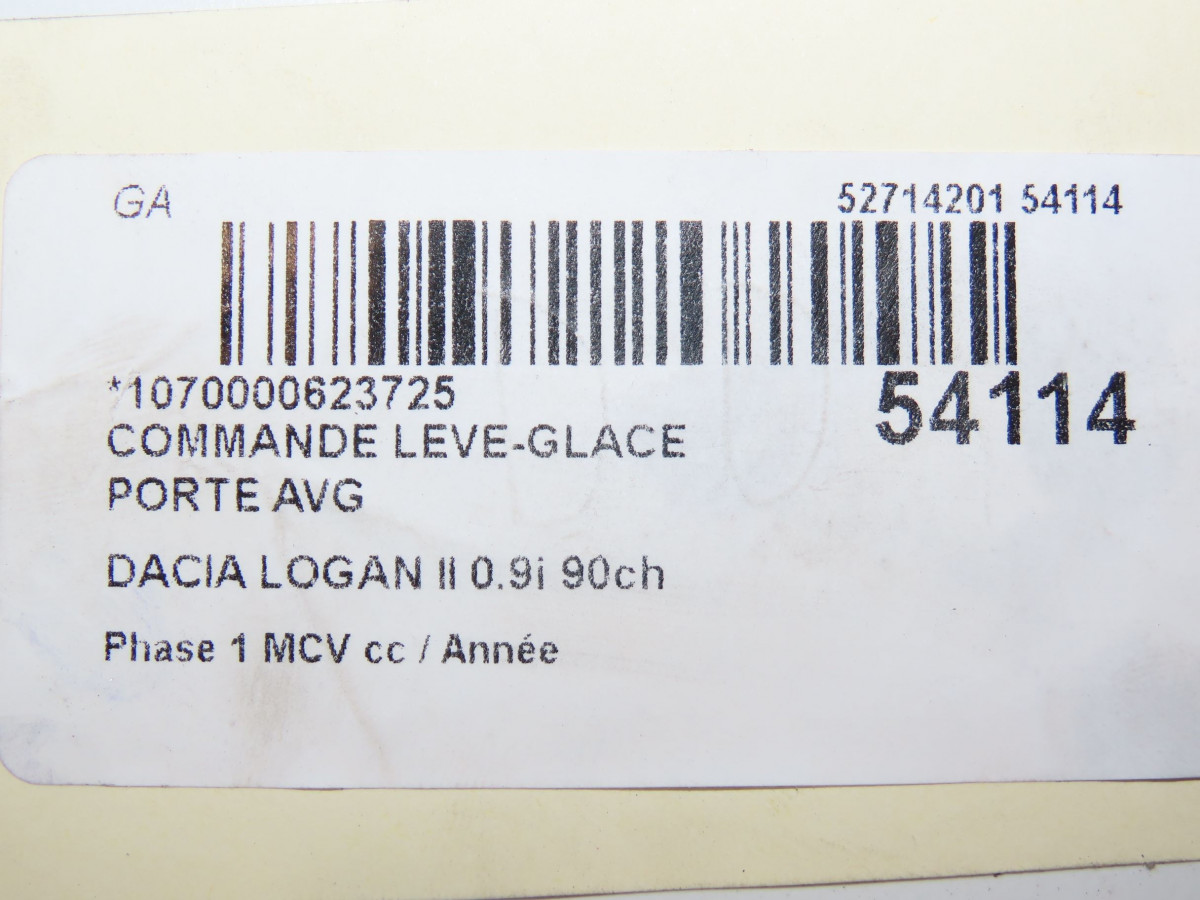 GA
52714201 54114
*1070000623725
54114
COMMANDE LEVE-GLACE
PORTE AVG
DACIA LOGAN II 0.9i 90ch
Phase 1 MCV cc / Année